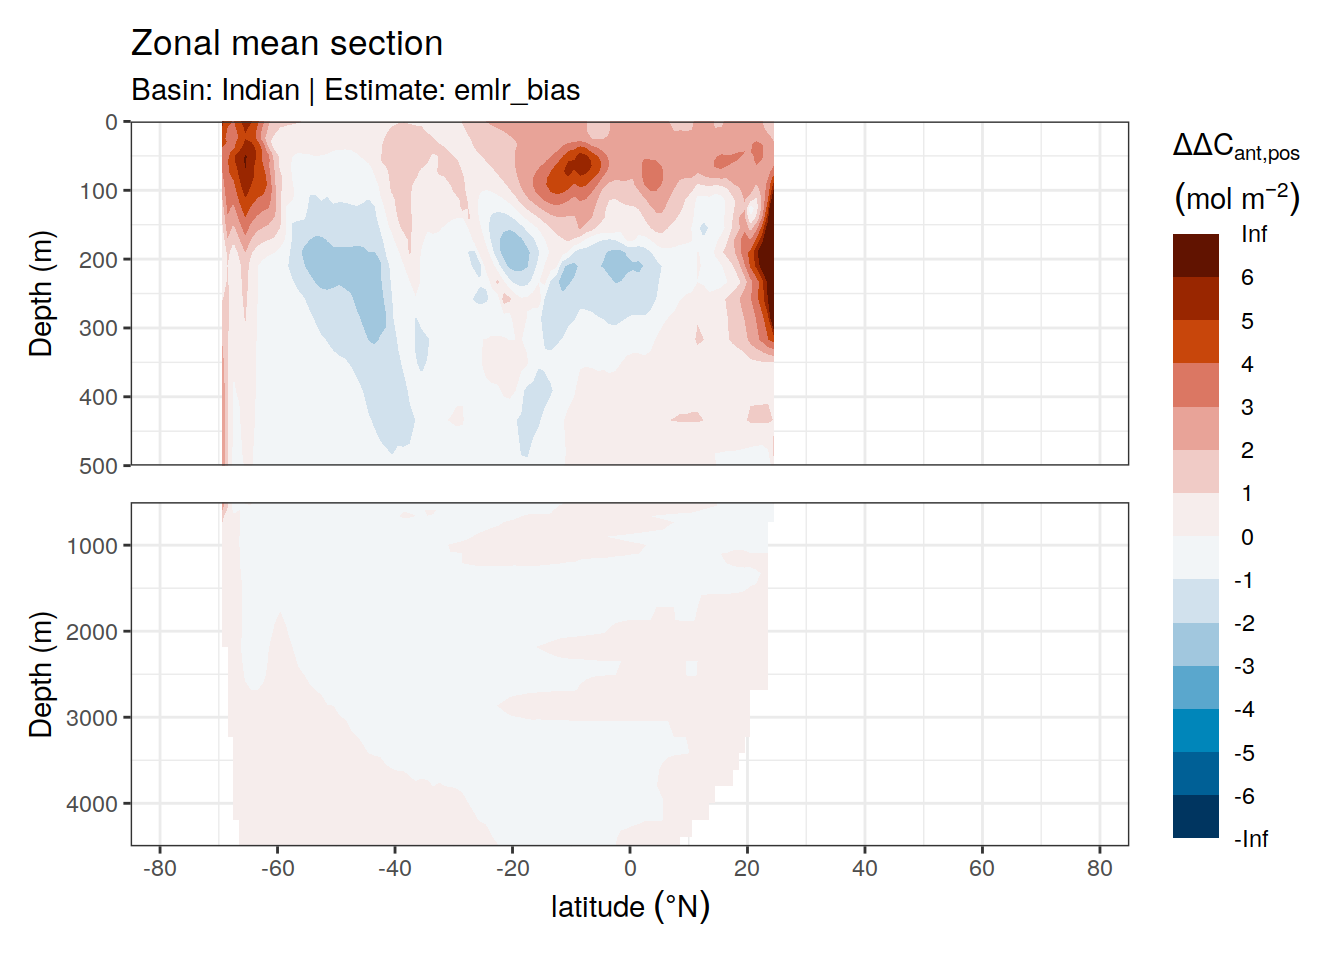 Zonal mean section
Basin: Indian | Estimate: emlr_bias
0
100
200
300
400
500
Depth (m)
1000
2000
3000
4000
Depth (m)
-80 -60 -40 -20 0 20 40 60 80
latitude (°N)
ΔΔCant,pos
(mol m−2)
Inf
6
5
4
3
2
1
0
-1
-2
-3
-4
-5
-6
-Inf